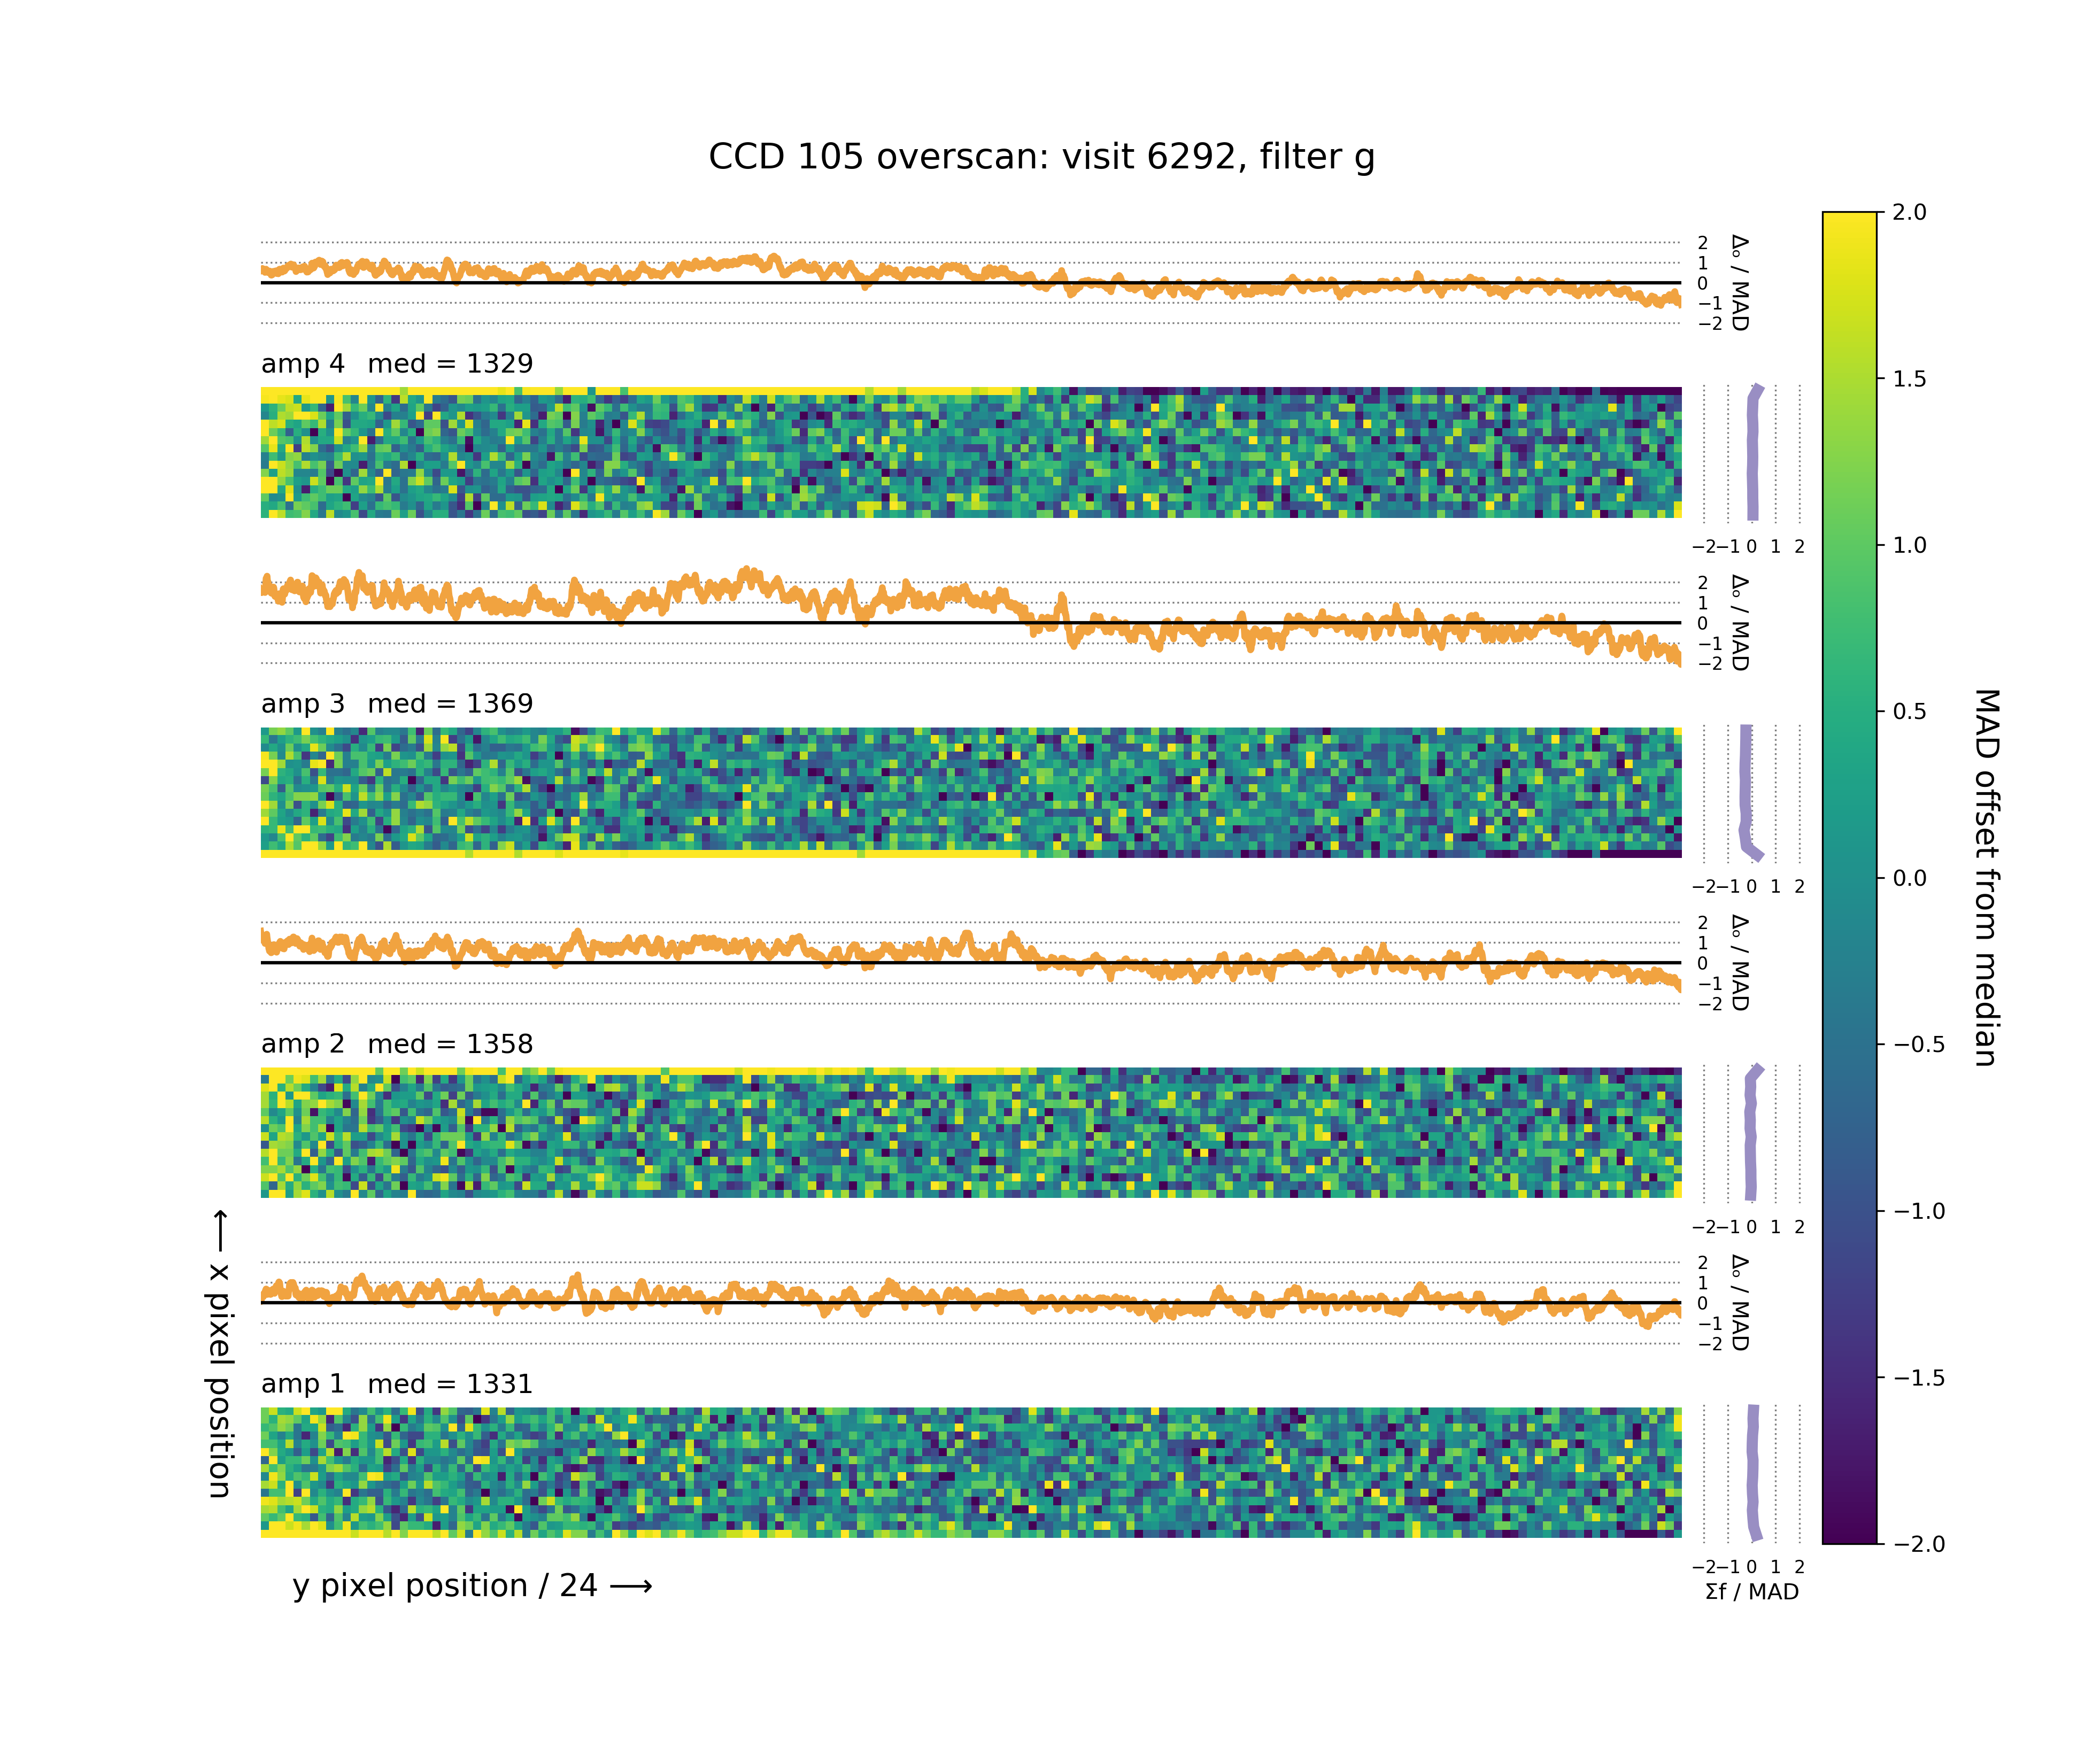 CCD 105 overscan: visit 6292, filter g
2
1
0
−1
−2
Δₒ / MAD
amp 4 med = 1329
−2−1 0 1 2
2
1
0
−1
−2
Δₒ / MAD
amp 3 med = 1369
−2−1 0 1 2
2
1
0
−1
−2
Δₒ / MAD
amp 2 med = 1358
−2−1 0 1 2
2
1
0
−1
−2
Δₒ / MAD
amp 1 med = 1331
−2−1 0 1 2
Σf / MAD
⟵ x pixel position
y pixel position / 24 ⟶
2.0
1.5
1.0
0.5
0.0
−0.5
−1.0
−1.5
−2.0
MAD offset from median